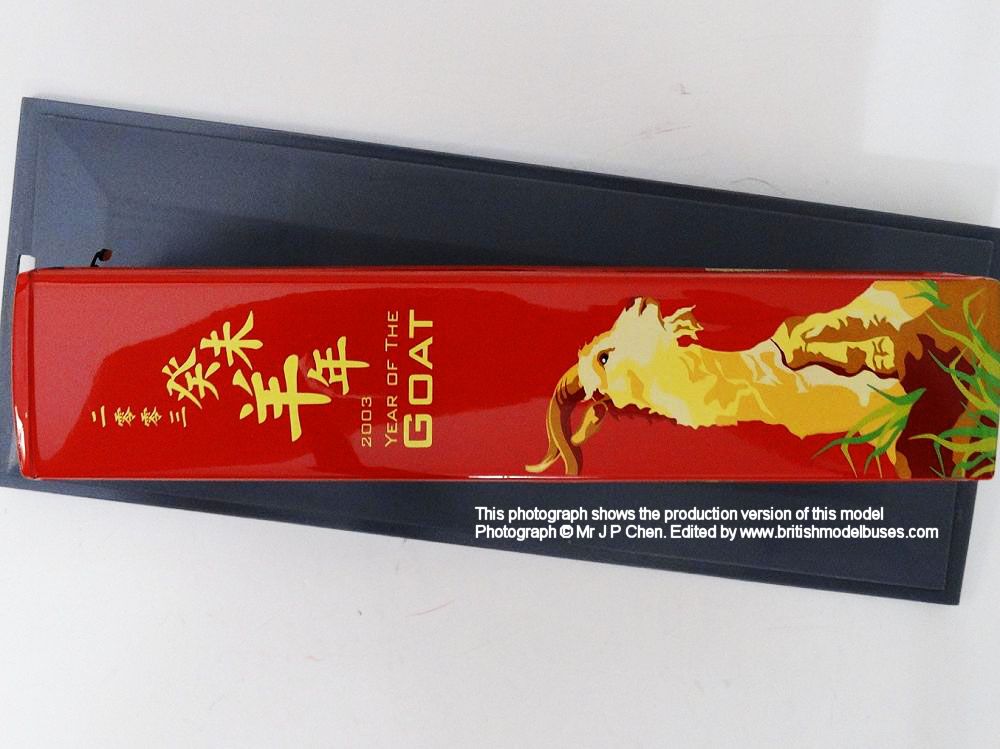 二零零三
癸未
羊年
2003
YEAR OF THE
GOAT
This photograph shows the production version of this model
Photograph © Mr J P Chen. Edited by www.britishmodelbuses.com